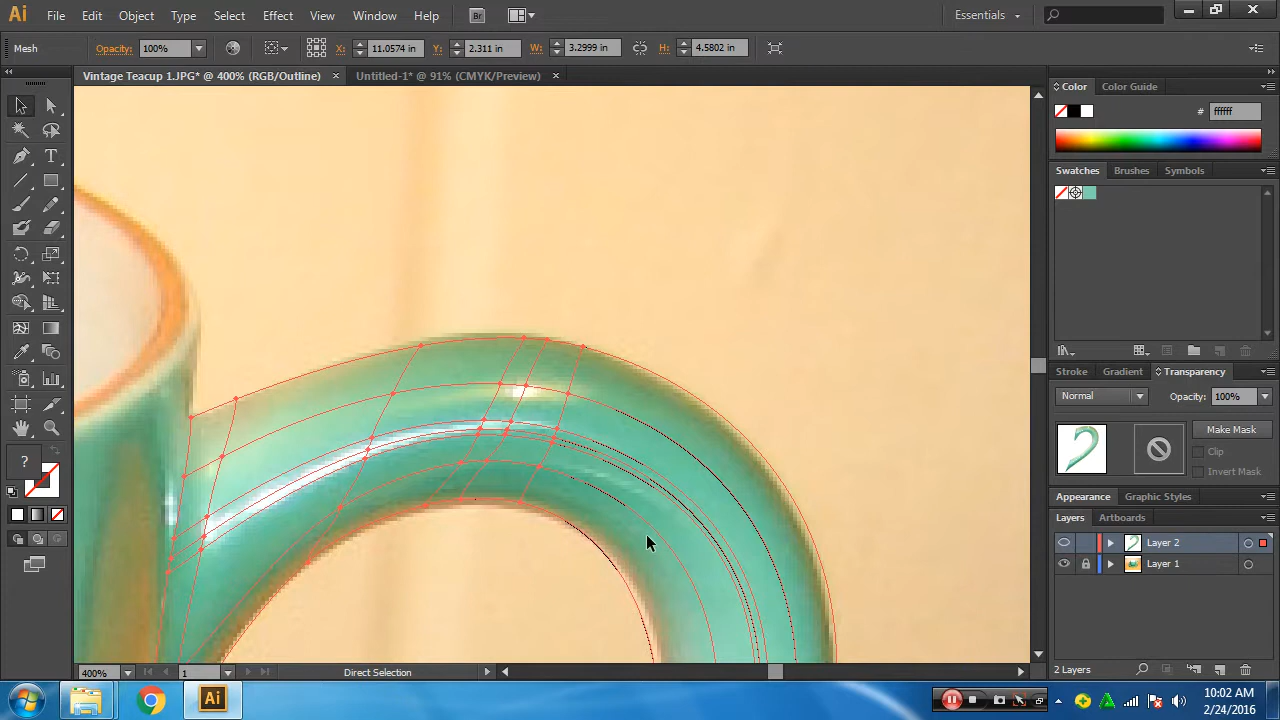 Ai File Edit Object Type Select Effect View Window Help Br Essentials
Mesh Opacity: 100% X: 11.0574 in Y: 2.311 in W: 3.2999 in H: 4.5802 in
Vintage Teacup 1.JPG* @ 400% (RGB/Outline) × Untitled-1* @ 91% (CMYK/Preview) ×
Color Color Guide
# ffffff
Swatches Brushes Symbols
Stroke Gradient Transparency
Normal Opacity: 100%
Make Mask
Clip
Invert Mask
Appearance Graphic Styles
Layers Artboards
Layer 2
Layer 1
2 Layers
400% 1 Direct Selection
Ai 10:02 AM
2/24/2016